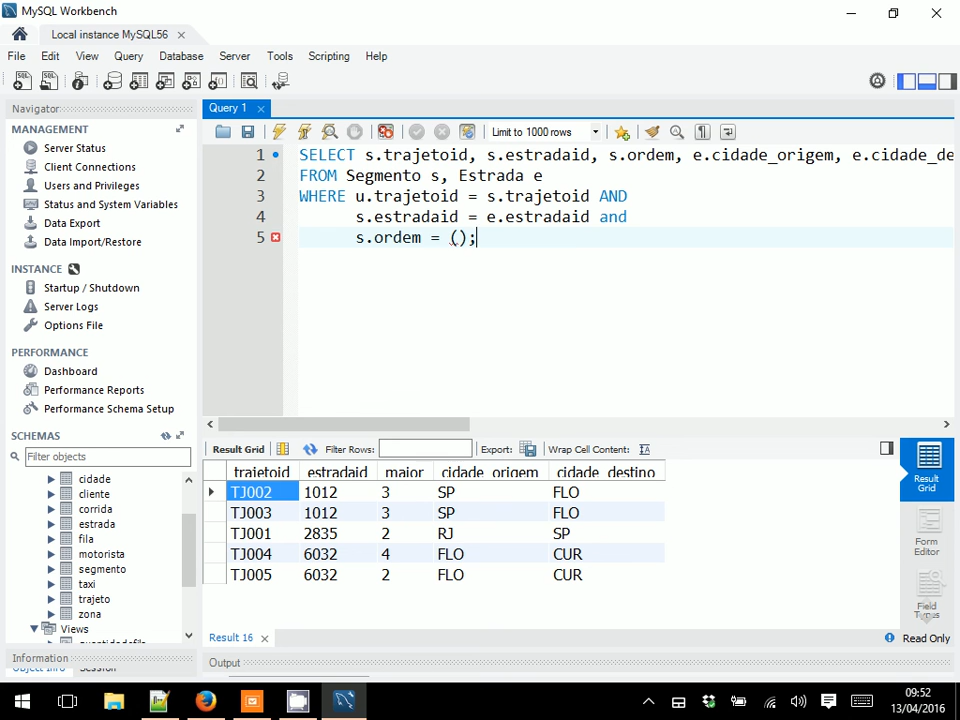 MySQL Workbench
Local instance MySQL56
File Edit View Query Database Server Tools Scripting Help
Navigator
MANAGEMENT
Server Status
Client Connections
Users and Privileges
Status and System Variables
Data Export
Data Import/Restore
INSTANCE
Startup / Shutdown
Server Logs
Options File
PERFORMANCE
Dashboard
Performance Reports
Performance Schema Setup
SCHEMAS
Filter objects
cidade
cliente
corrida
estrada
fila
motorista
segmento
taxi
trajeto
zona
Views
Information
Object Info Session
Query 1
Limit to 1000 rows
1 SELECT s.trajetoid, s.estradaid, s.ordem, e.cidade_origem, e.cidade_de
2 FROM Segmento s, Estrada e
3 WHERE u.trajetoid = s.trajetoid AND
4 s.estradaid = e.estradaid and
5 s.ordem = ();
Result Grid Filter Rows: Export: Wrap Cell Content:
trajetoid estradaid maior cidade_origem cidade_destino
TJ002 1012 3 SP FLO
TJ003 1012 3 SP FLO
TJ001 2835 2 RJ SP
TJ004 6032 4 FLO CUR
TJ005 6032 2 FLO CUR
Result Grid
Form Editor
Field Types
Result 16
Read Only
Output
09:52
13/04/2016